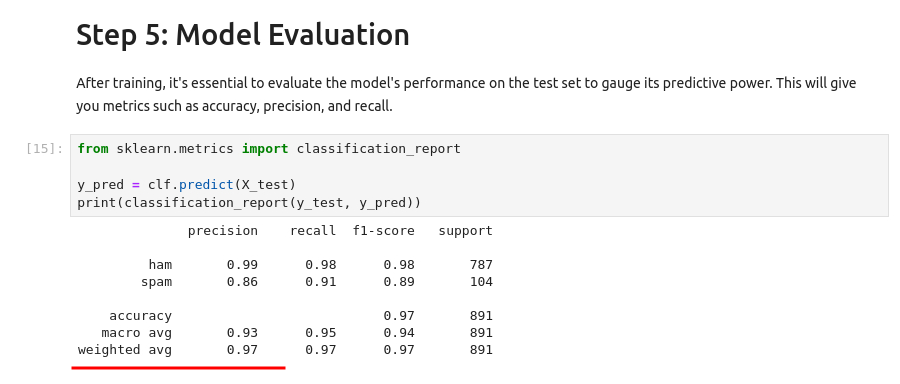 Step 5: Model Evaluation
After training, it's essential to evaluate the model's performance on the test set to gauge its predictive power. This will give
you metrics such as accuracy, precision, and recall.
[15]: from sklearn.metrics import classification_report
y_pred = clf.predict(X_test)
print(classification_report(y_test, y_pred))
precision recall f1-score support
ham 0.99 0.98 0.98 787
spam 0.86 0.91 0.89 104
accuracy 0.97 891
macro avg 0.93 0.95 0.94 891
weighted avg 0.97 0.97 0.97 891